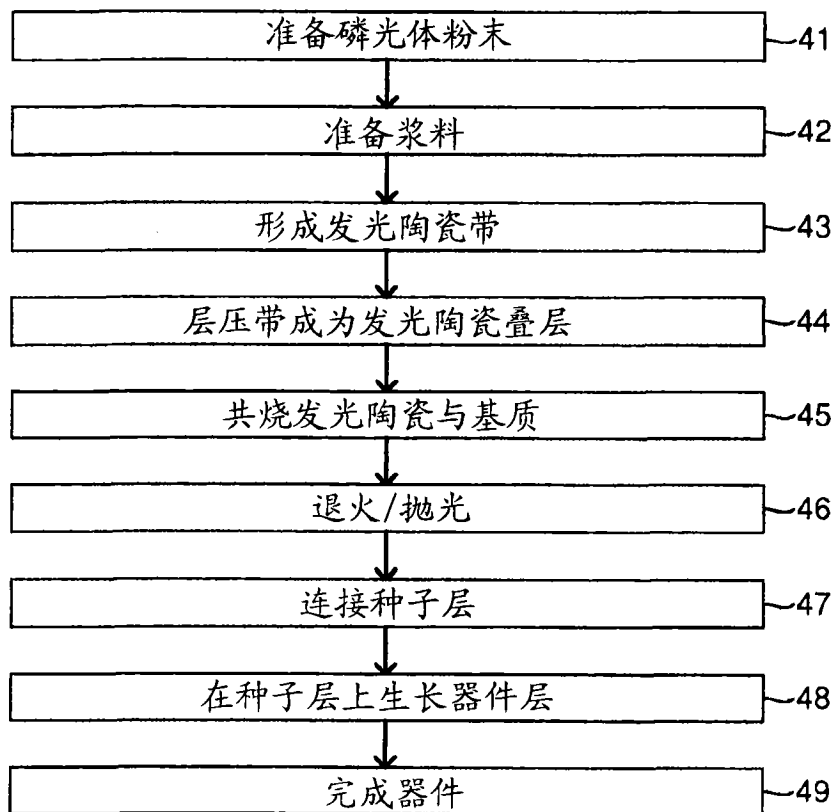 准备磷光体粉末 41
准备浆料 42
形成发光陶瓷带 43
层压带成为发光陶瓷叠层 44
共烧发光陶瓷与基质 45
退火/抛光 46
连接种子层 47
在种子层上生长器件层 48
完成器件 49